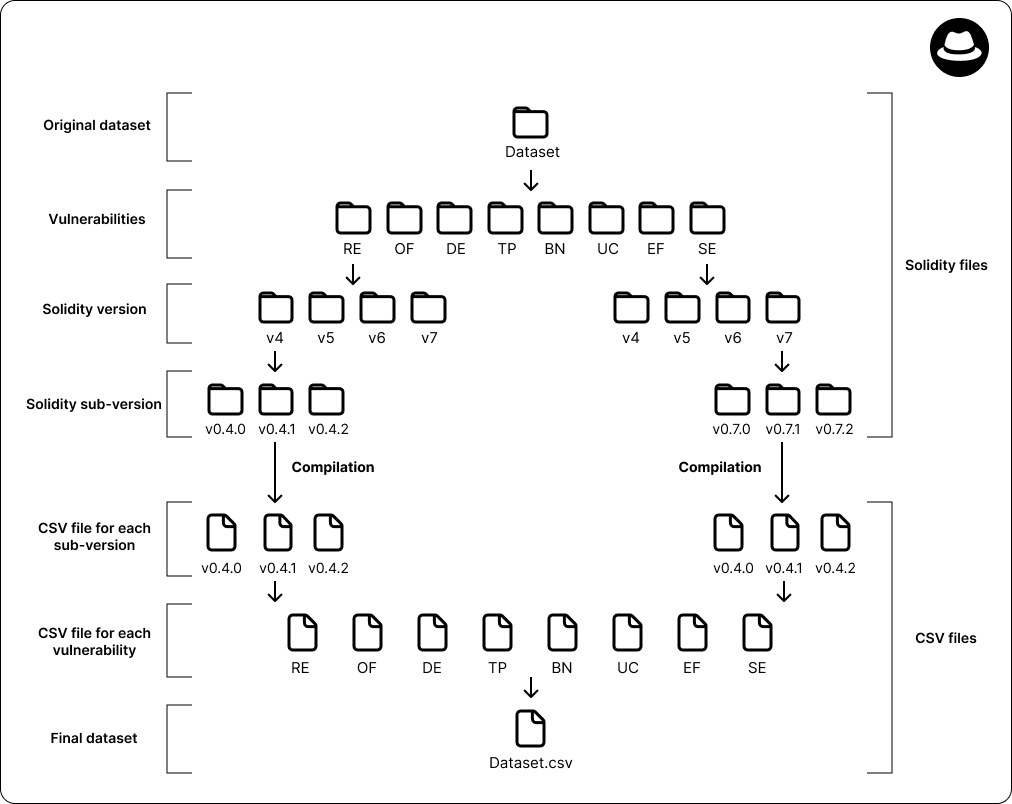 Original dataset
Dataset
Vulnerabilities
RE OF DE TP BN UC EF SE
Solidity files
Solidity version
v4 v5 v6 v7 v4 v5 v6 v7
Solidity sub-version
v0.4.0 v0.4.1 v0.4.2 v0.7.0 v0.7.1 v0.7.2
Compilation Compilation
CSV file for each
sub-version
v0.4.0 v0.4.1 v0.4.2 v0.4.0 v0.4.1 v0.4.2
CSV file for each
vulnerability
RE OF DE TP BN UC EF SE
CSV files
Final dataset
Dataset.csv